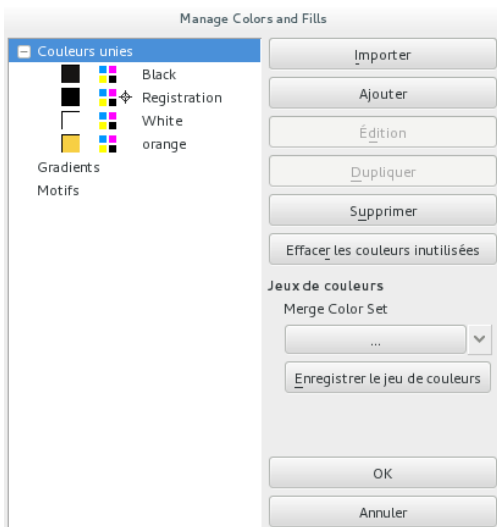 Manage Colors and Fills
Couleurs unies
Black
Registration
White
orange
Gradients
Motifs
Importer
Ajouter
Édition
Dupliquer
Supprimer
Effacer les couleurs inutilisées
Jeux de couleurs
Merge Color Set
...
Enregistrer le jeu de couleurs
OK
Annuler